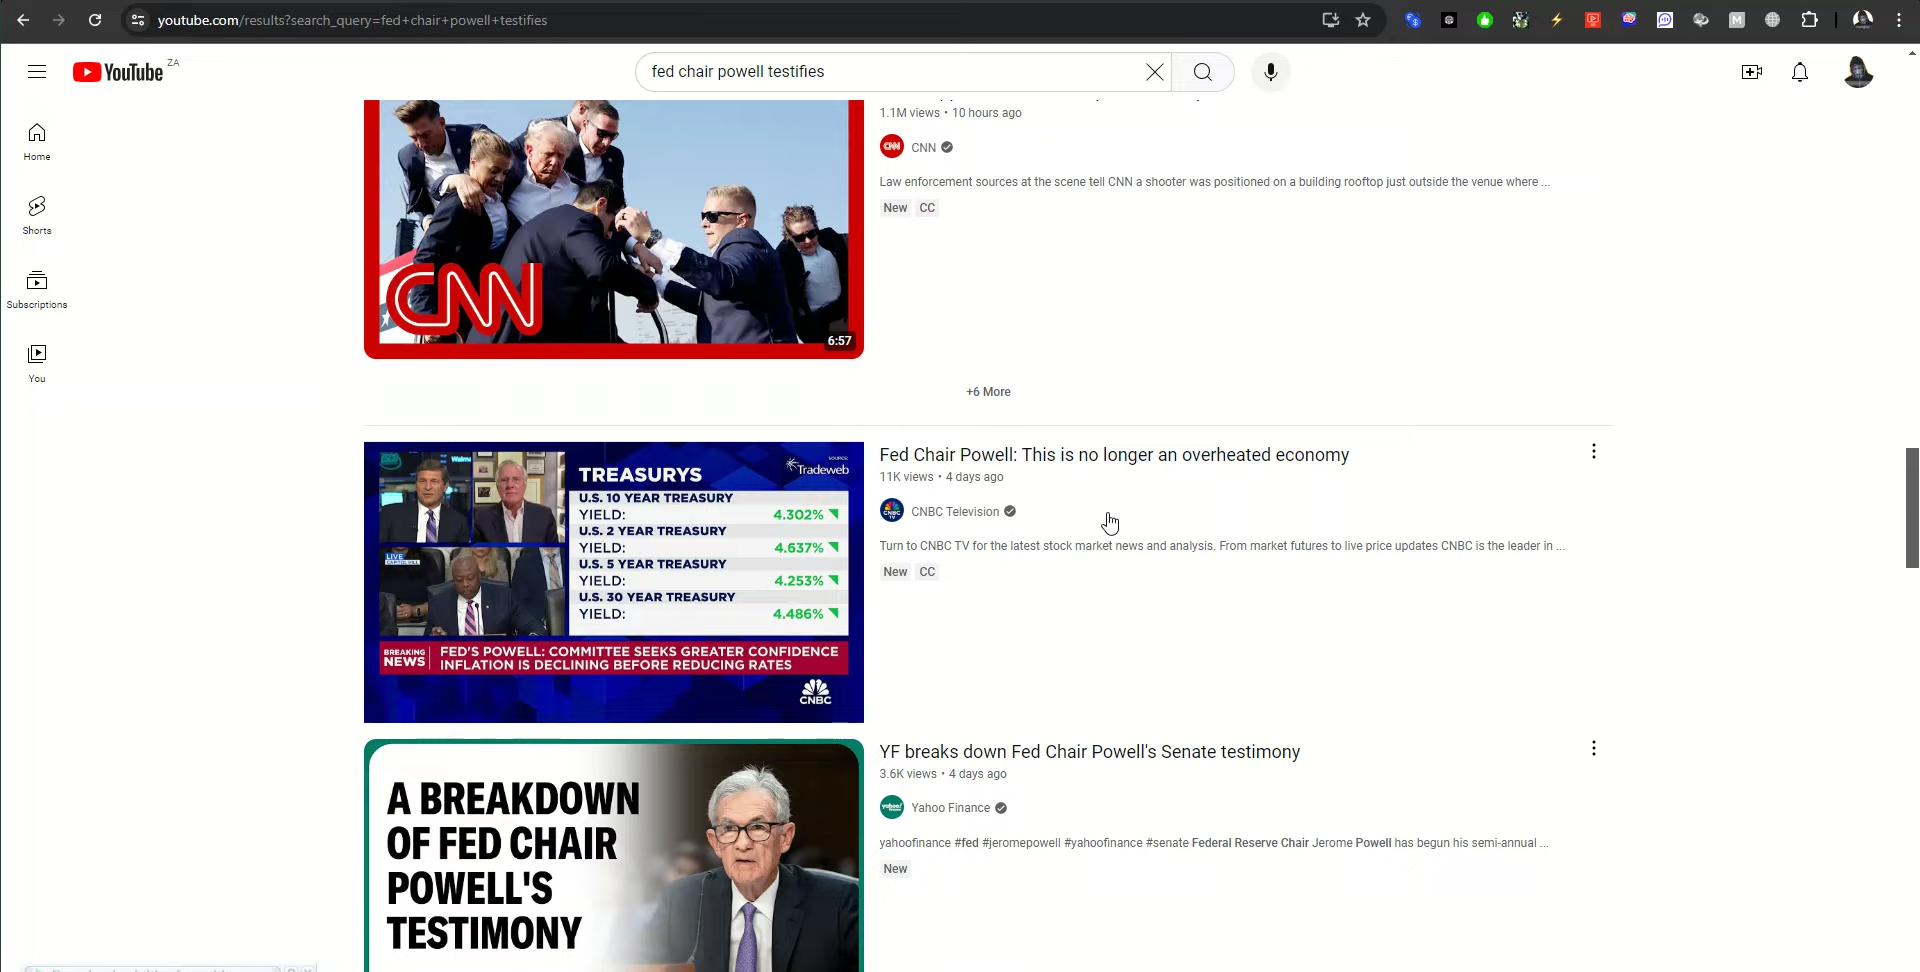 youtube.com/results?search_query=fed+chair+powell+testifies
YouTube ZA
fed chair powell testifies
Home
Shorts
Subscriptions
You
1.1M views • 10 hours ago
CNN
Law enforcement sources at the scene tell CNN a shooter was positioned on a building rooftop just outside the venue where ...
New CC
CNN
6:57
+6 More
TREASURYS
SOURCE:
Tradeweb
U.S. 10 YEAR TREASURY
YIELD: 4.302%
U.S. 2 YEAR TREASURY
YIELD: 4.637%
U.S. 5 YEAR TREASURY
YIELD: 4.253%
U.S. 30 YEAR TREASURY
YIELD: 4.486%
LIVE
CAPITOL HILL
BREAKING NEWS
FED'S POWELL: COMMITTEE SEEKS GREATER CONFIDENCE
INFLATION IS DECLINING BEFORE REDUCING RATES
CNBC
Fed Chair Powell: This is no longer an overheated economy
11K views • 4 days ago
CNBC Television
Turn to CNBC TV for the latest stock market news and analysis. From market futures to live price updates CNBC is the leader in ...
New CC
A BREAKDOWN
OF FED CHAIR
POWELL'S
TESTIMONY
YF breaks down Fed Chair Powell's Senate testimony
3.6K views • 4 days ago
Yahoo Finance
yahoofinance #fed #jeromepowell #yahoofinance #senate Federal Reserve Chair Jerome Powell has begun his semi-annual ...
New